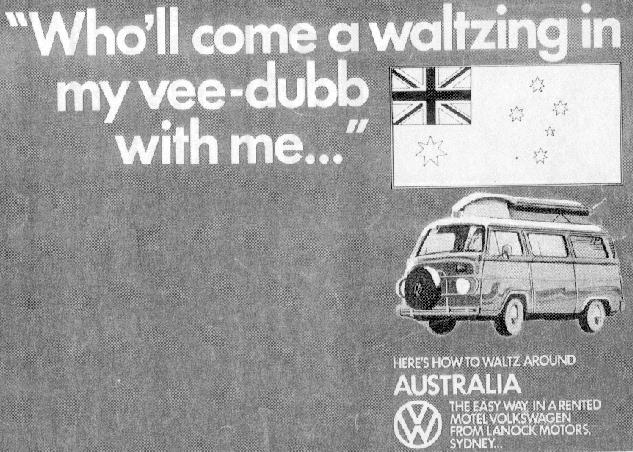 "Who'll come a waltzing in
my vee-dubb
with me..."
HERE'S HOW TO WALTZ AROUND
AUSTRALIA
THE EASY WAY, IN A RENTED
MOTEL VOLKSWAGEN
FROM LANOCK MOTORS,
SYDNEY...